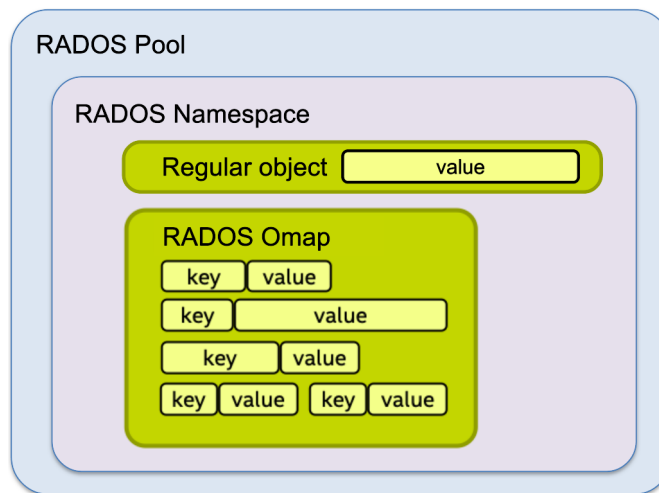 RADOS Pool
RADOS Namespace
Regular object value
RADOS Omap
key value
key value
key value
key value key value